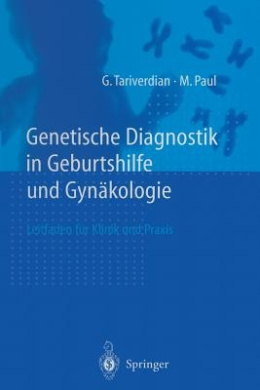 G. Tariverdian · M. Paul
Genetische Diagnostik
in Geburtshilfe
und Gynäkologie
Leitfaden für Klinik und Praxis
Springer